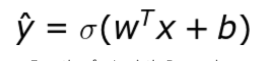 ŷ = σ(wᵀx + b)